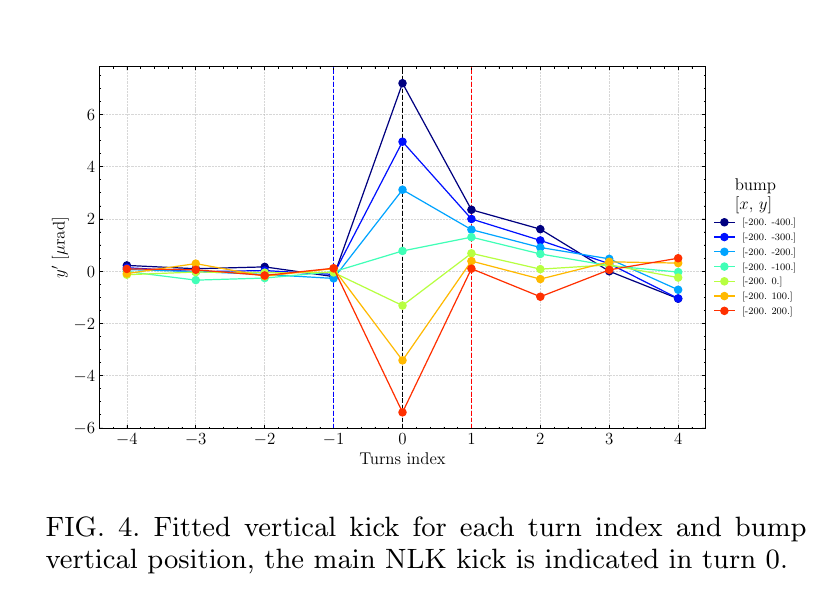 6
4
2
0
−2
−4
−6
y′ [μrad]
−4 −3 −2 −1 0 1 2 3 4
Turns index
bump
[x, y]
[-200. -400.]
[-200. -300.]
[-200. -200.]
[-200. -100.]
[-200. 0.]
[-200. 100.]
[-200. 200.]
FIG. 4. Fitted vertical kick for each turn index and bump
vertical position, the main NLK kick is indicated in turn 0.